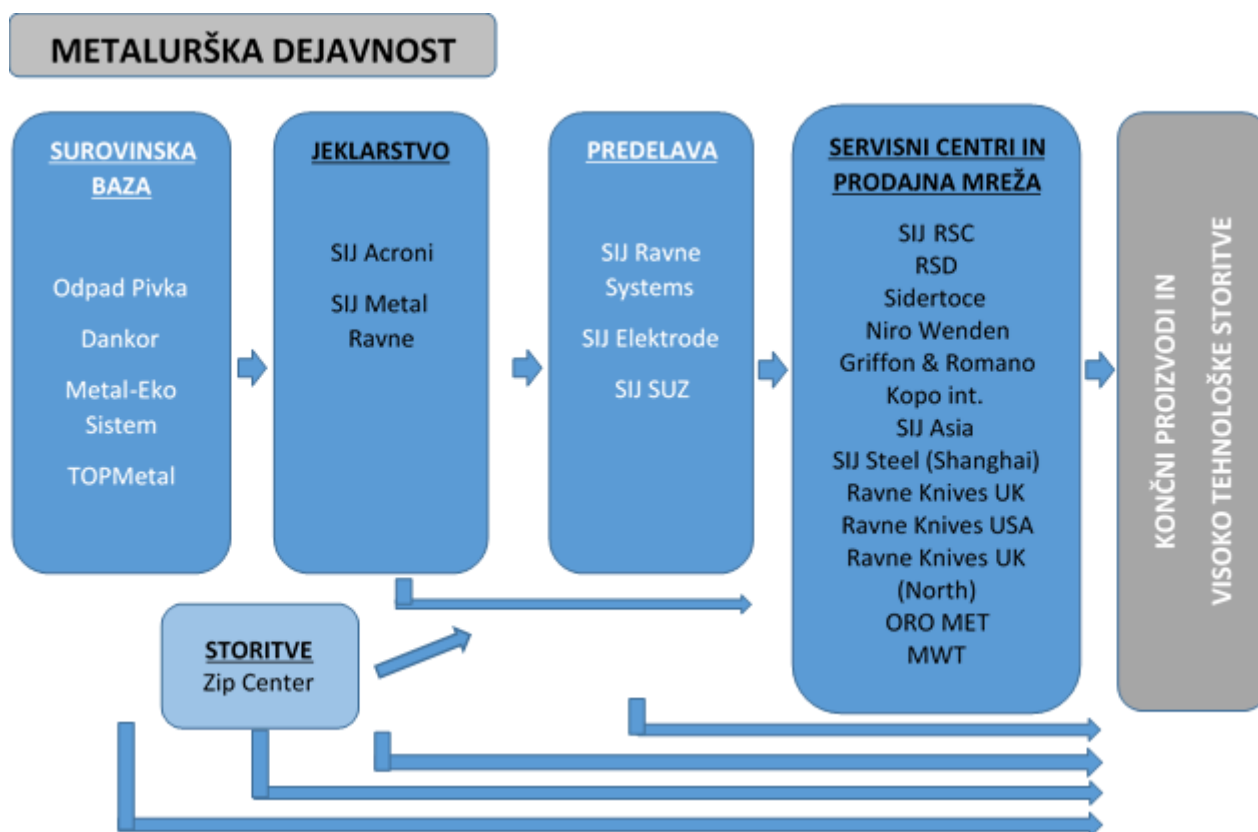 METALURŠKA DEJAVNOST
SUROVINSKA
BAZA
Odpad Pivka
Dankor
Metal-Eko
Sistem
TOPMetal
JEKLARSTVO
SIJ Acroni
SIJ Metal
Ravne
PREDELAVA
SIJ Ravne
Systems
SIJ Elektrode
SIJ SUZ
SERVISNI CENTRI IN
PRODAJNA MREŽA
SIJ RSC
RSD
Sidertoce
Niro Wenden
Griffon & Romano
Kopo int.
SIJ Asia
SIJ Steel (Shanghai)
Ravne Knives UK
Ravne Knives USA
Ravne Knives UK
(North)
ORO MET
MWT
KONČNI PROIZVODI IN
VISOKO TEHNOLOŠKE STORITVE
STORITVE
Zip Center